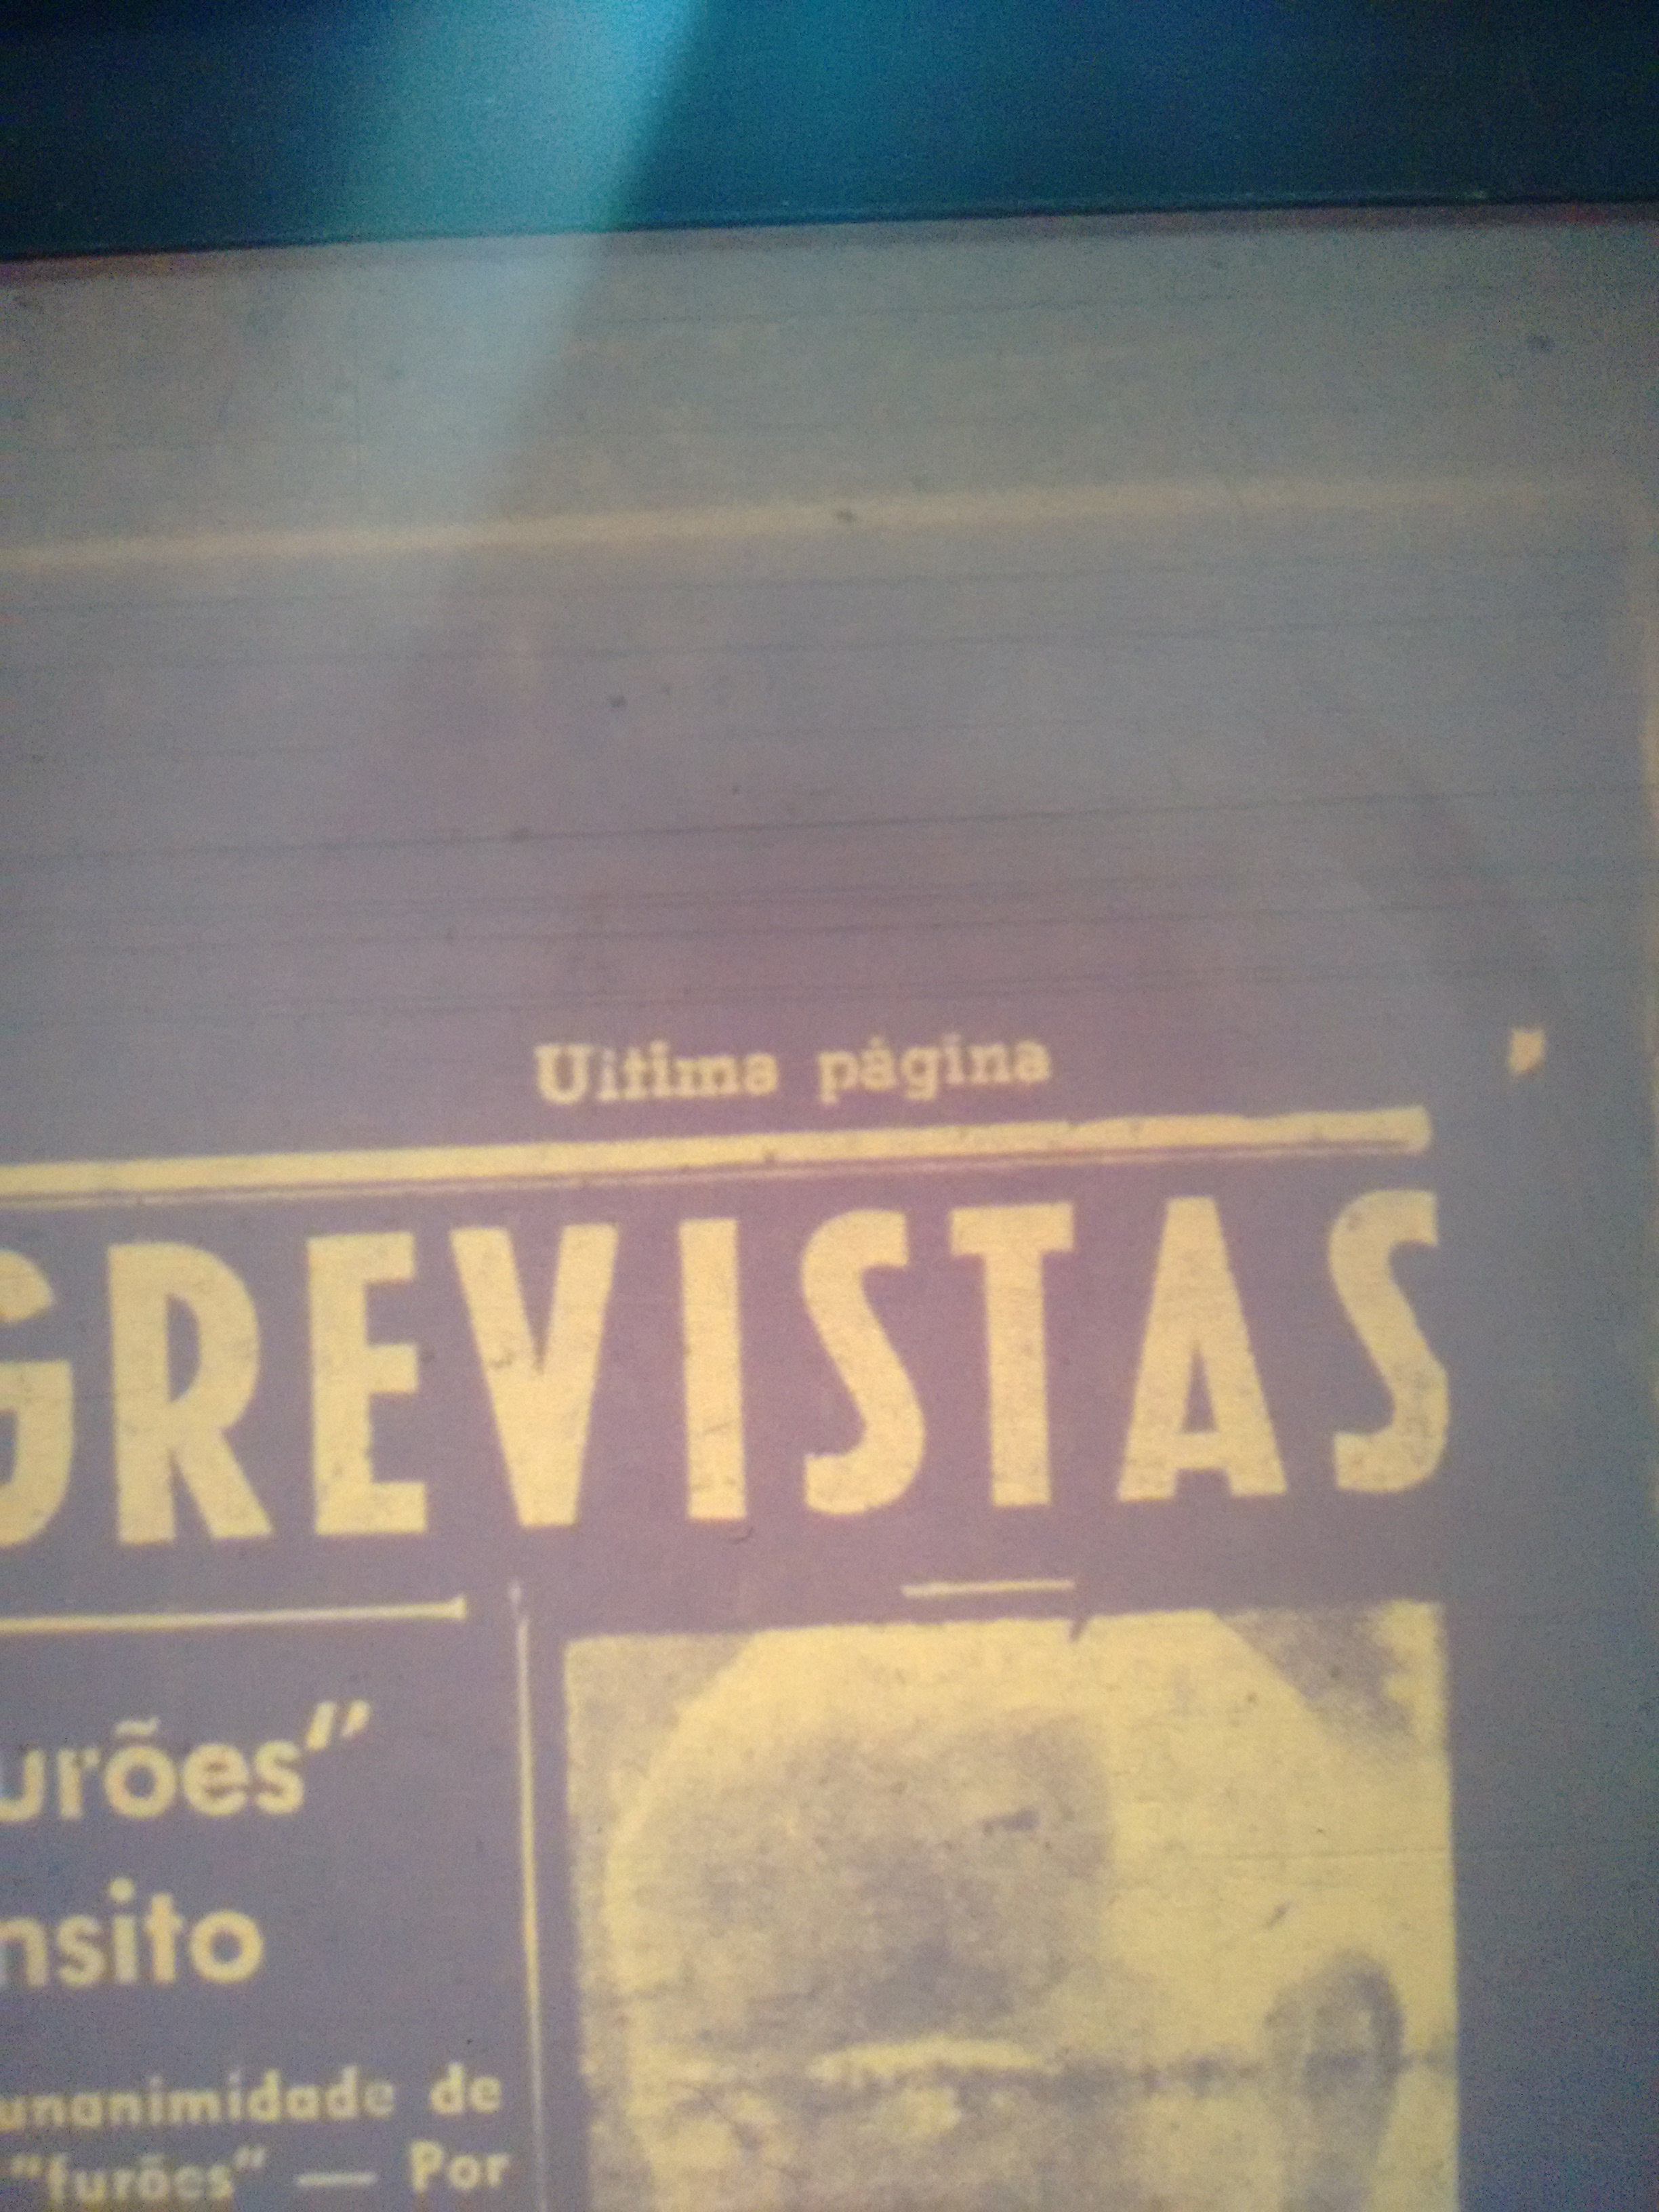 Ultima página
GREVISTAS
urões"
nsito
unanimidade de
"furões" — Por